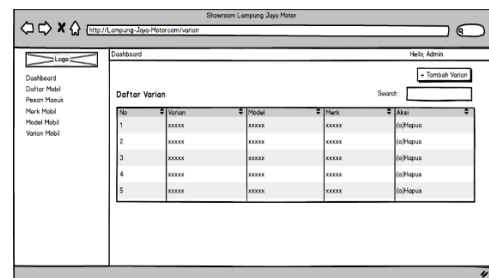 Showroom Lampung Jaya Motor
http://Lampung-Jaya-Motor.com/varian
Logo
Dashboard
Hello, Admin
Dashboard
Daftar Mobil
Pesan Masuk
Merk Mobil
Model Mobil
Varian Mobil
+ Tambah Varian
Daftar Varian
Search :
No Varian Model Merk Aksi
1 xxxxx xxxxx xxxxx (o)Hapus
2 xxxxx xxxxx xxxxx (o)Hapus
3 xxxxx xxxxx xxxxx (o)Hapus
4 xxxxx xxxxx xxxxx (o)Hapus
5 xxxxx xxxxx xxxxx (o)Hapus